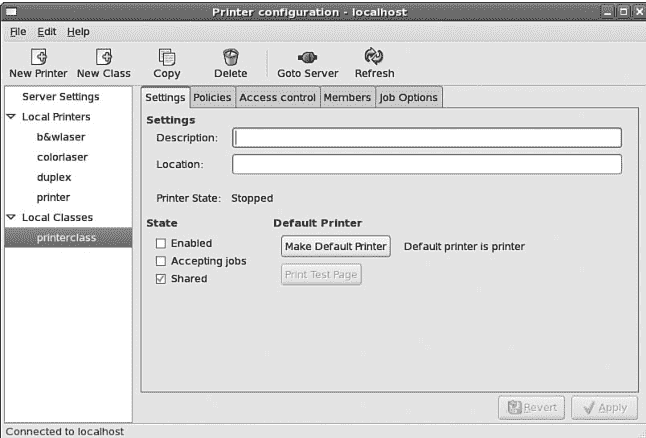 Printer configuration - localhost
File Edit Help
New Printer New Class Copy Delete Goto Server Refresh
Server Settings
Local Printers
b&wlaser
colorlaser
duplex
printer
Local Classes
printerclass
Settings Policies Access control Members Job Options
Settings
Description:
Location:
Printer State: Stopped
State
Default Printer
Enabled
Make Default Printer Default printer is printer
Accepting jobs
Shared
Print Test Page
Revert Apply
Connected to localhost